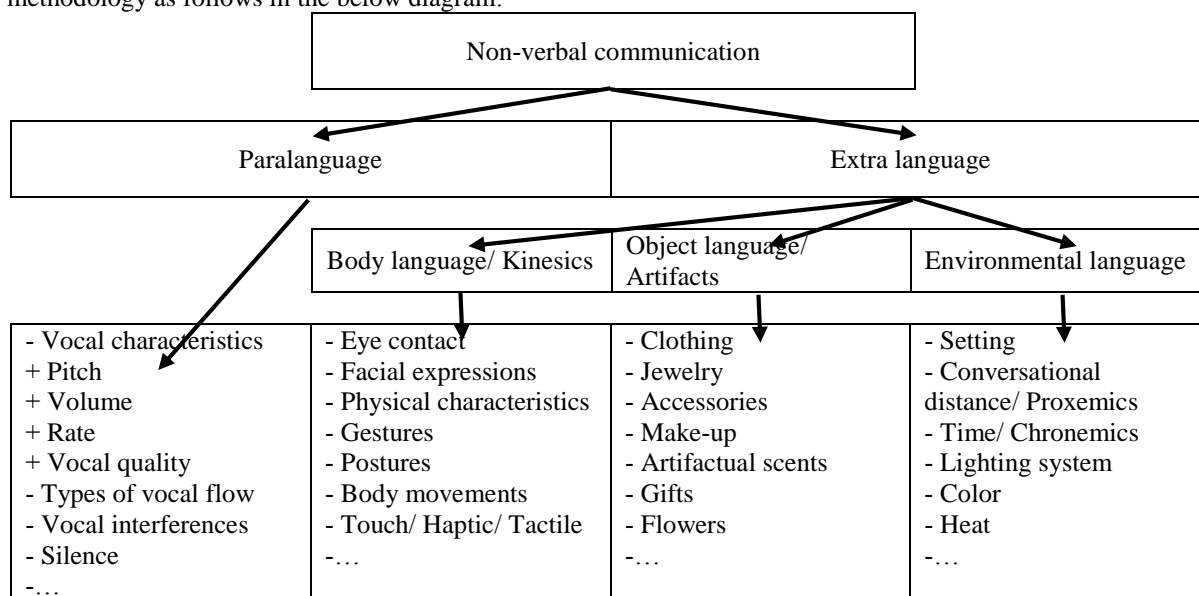 methodology as follows in the below diagram.
Non-verbal communication
Paralanguage
Extra language
Body language/ Kinesics
Object language/
Artifacts
Environmental language
- Vocal characteristics
+ Pitch
+ Volume
+ Rate
+ Vocal quality
- Types of vocal flow
- Vocal interferences
- Silence
-…
- Eye contact
- Facial expressions
- Physical characteristics
- Gestures
- Postures
- Body movements
- Touch/ Haptic/ Tactile
-…
- Clothing
- Jewelry
- Accessories
- Make-up
- Artifactual scents
- Gifts
- Flowers
-…
- Setting
- Conversational
distance/ Proxemics
- Time/ Chronemics
- Lighting system
- Color
- Heat
-…